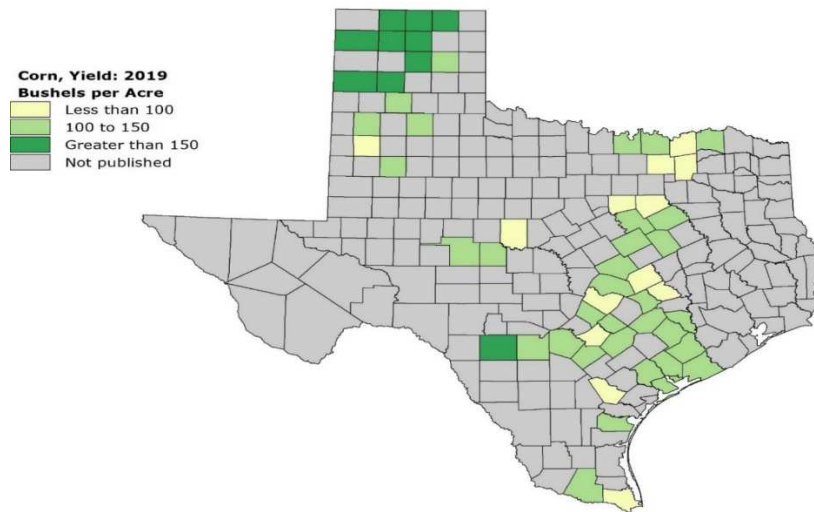 Corn, Yield: 2019
Bushels per Acre
Less than 100
100 to 150
Greater than 150
Not published